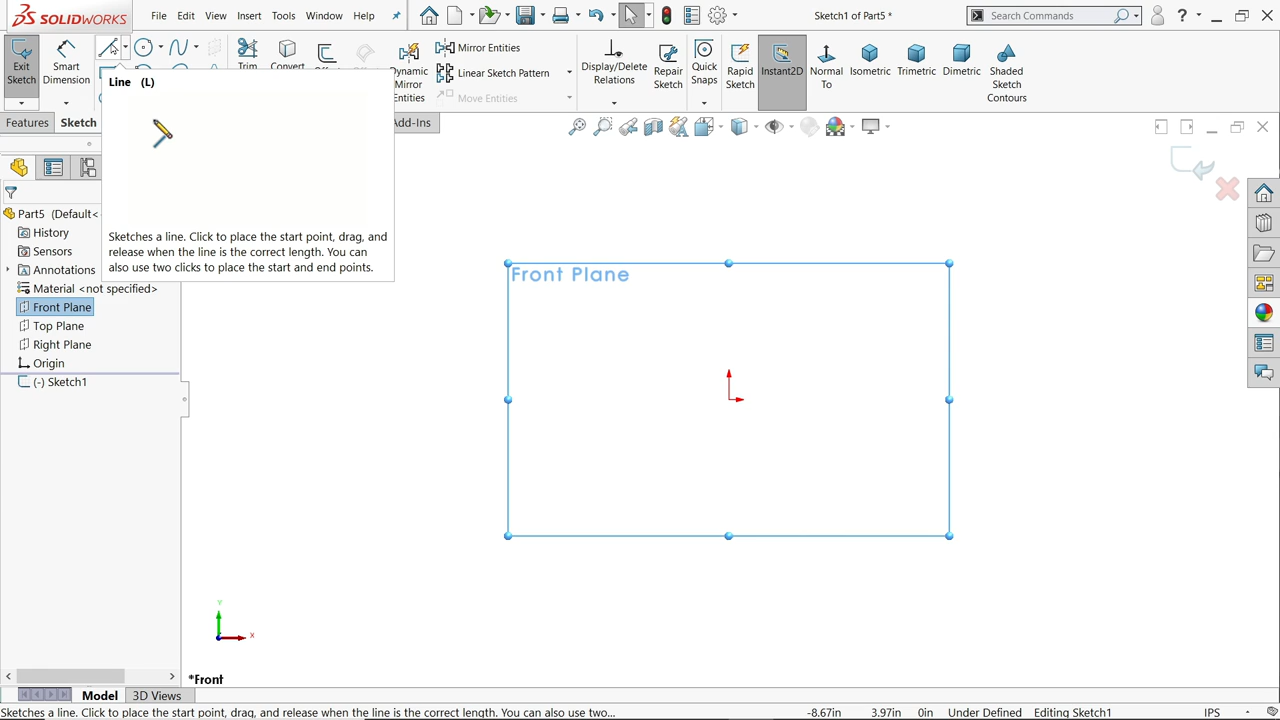 SOLIDWORKS
File
Edit
View
Insert
Tools
Window
Help
Sketch1 of Part5 *
Search Commands
?
Exit
Sketch
Smart
Dimension
Trim
Convert
Dynamic
Mirror
Entities
Mirror Entities
Linear Sketch Pattern
Move Entities
Display/Delete
Relations
Repair
Sketch
Quick
Snaps
Rapid
Sketch
Instant2D
Normal
To
Isometric
Trimetric
Dimetric
Shaded
Sketch
Contours
Features
Sketch
Add-Ins
Line (L)
Sketches a line. Click to place the start point, drag, and
release when the line is the correct length. You can
also use two clicks to place the start and end points.
Part5 (Default<
History
Sensors
Annotations
Material <not specified>
Front Plane
Top Plane
Right Plane
Origin
(-) Sketch1
Front Plane
Y
X
*Front
Model
3D Views
Sketches a line. Click to place the start point, drag, and release when the line is the correct length. You can also use two...
-8.67in
3.97in
0in
Under Defined
Editing Sketch1
IPS